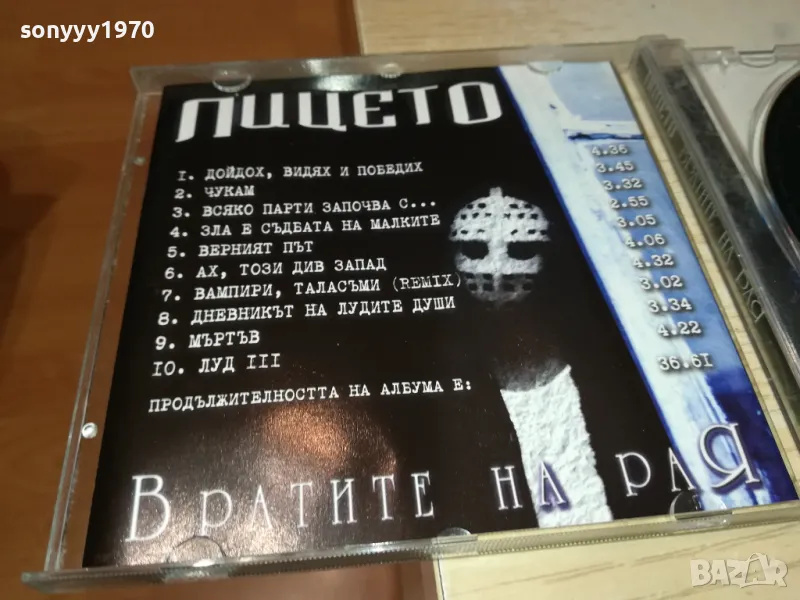 sonyyy1970
ЛИЦЕТО
1. ДОЙДОХ, ВИДЯХ И ПОБЕДИХ 4.36
2. ЧУКАМ 3.45
3. ВСЯКО ПАРТИ ЗАПОЧВА С... 3.32
4. ЗЛА Е СЪДБАТА НА МАЛКИТЕ 2.55
5. ВЕРНИЯТ ПЪТ 3.05
6. АХ, ТОЗИ ДИВ ЗАПАД 4.06
7. ВАМПИРИ, ТАЛАСЪМИ (REMIX) 4.32
8. ДНЕВНИКЪТ НА ЛУДИТЕ ДУШИ 3.02
9. МЪРТЪВ 3.34
10. ЛУД III 4.22
ПРОДЪЛЖИТЕЛНОСТТА НА АЛБУМА Е: 36.61
ВРАТИТЕ НА РАЯ
BAZAR